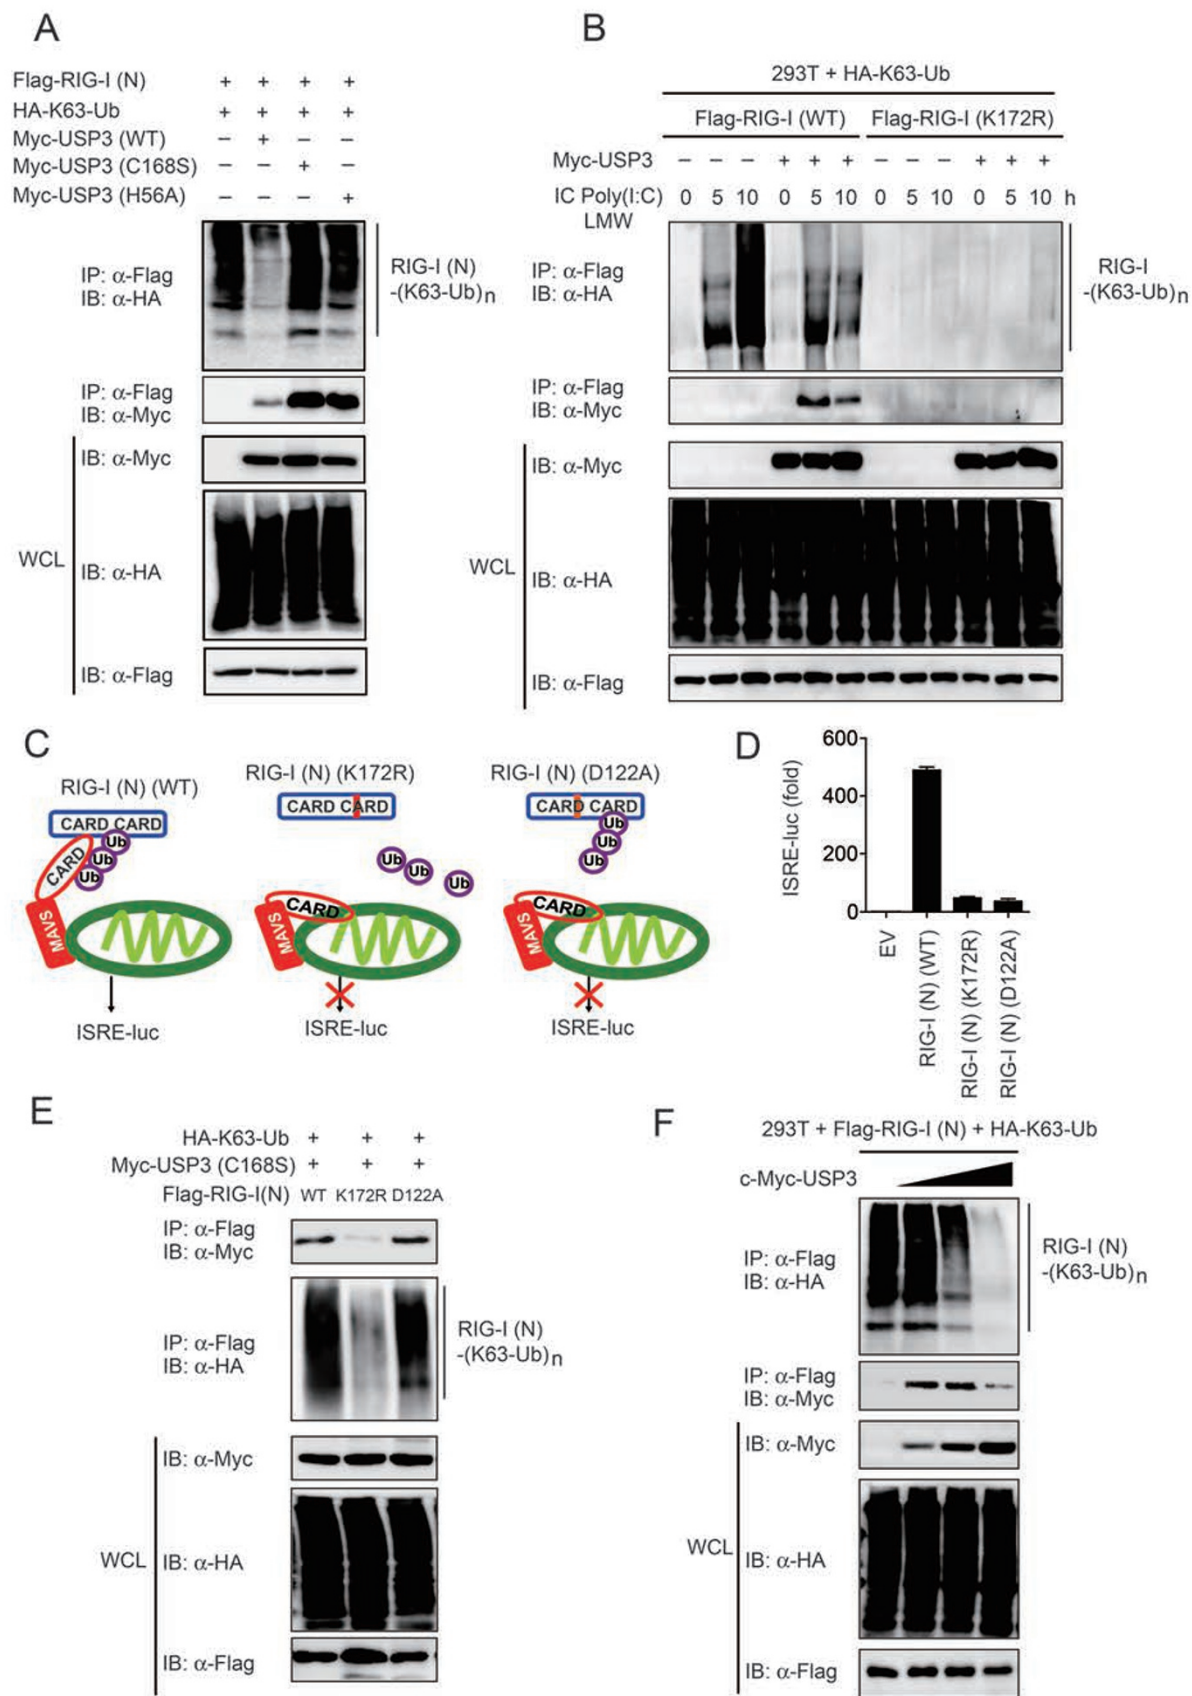 A
Flag-RIG-I (N) + + + +
HA-K63-Ub + + + +
Myc-USP3 (WT) – + – –
Myc-USP3 (C168S) – – + –
Myc-USP3 (H56A) – – – +
IP: α-Flag
IB: α-HA
RIG-I (N)
-(K63-Ub)n
IP: α-Flag
IB: α-Myc
WCL
IB: α-Myc
IB: α-HA
IB: α-Flag
B
293T + HA-K63-Ub
Flag-RIG-I (WT) Flag-RIG-I (K172R)
Myc-USP3 – – – + + + – – – + + +
IC Poly(I:C) 0 5 10 0 5 10 0 5 10 0 5 10 h
LMW
IP: α-Flag
IB: α-HA
RIG-I
-(K63-Ub)n
IP: α-Flag
IB: α-Myc
WCL
IB: α-Myc
IB: α-HA
IB: α-Flag
C
RIG-I (N) (WT)
CARD CARD
Ub
Ub
Ub
CARD
MAVS
ISRE-luc
RIG-I (N) (K172R)
CARD CARD
Ub
Ub
Ub
CARD
MAVS
ISRE-luc
RIG-I (N) (D122A)
CARD CARD
Ub
Ub
Ub
CARD
MAVS
ISRE-luc
D
ISRE-luc (fold)
600
400
200
0
EV
RIG-I (N) (WT)
RIG-I (N) (K172R)
RIG-I (N) (D122A)
E
HA-K63-Ub + + +
Myc-USP3 (C168S) + + +
Flag-RIG-I(N) WT K172R D122A
IP: α-Flag
IB: α-Myc
IP: α-Flag
IB: α-HA
RIG-I (N)
-(K63-Ub)n
WCL
IB: α-Myc
IB: α-HA
IB: α-Flag
F
293T + Flag-RIG-I (N) + HA-K63-Ub
c-Myc-USP3
IP: α-Flag
IB: α-HA
RIG-I (N)
-(K63-Ub)n
IP: α-Flag
IB: α-Myc
WCL
IB: α-Myc
IB: α-HA
IB: α-Flag